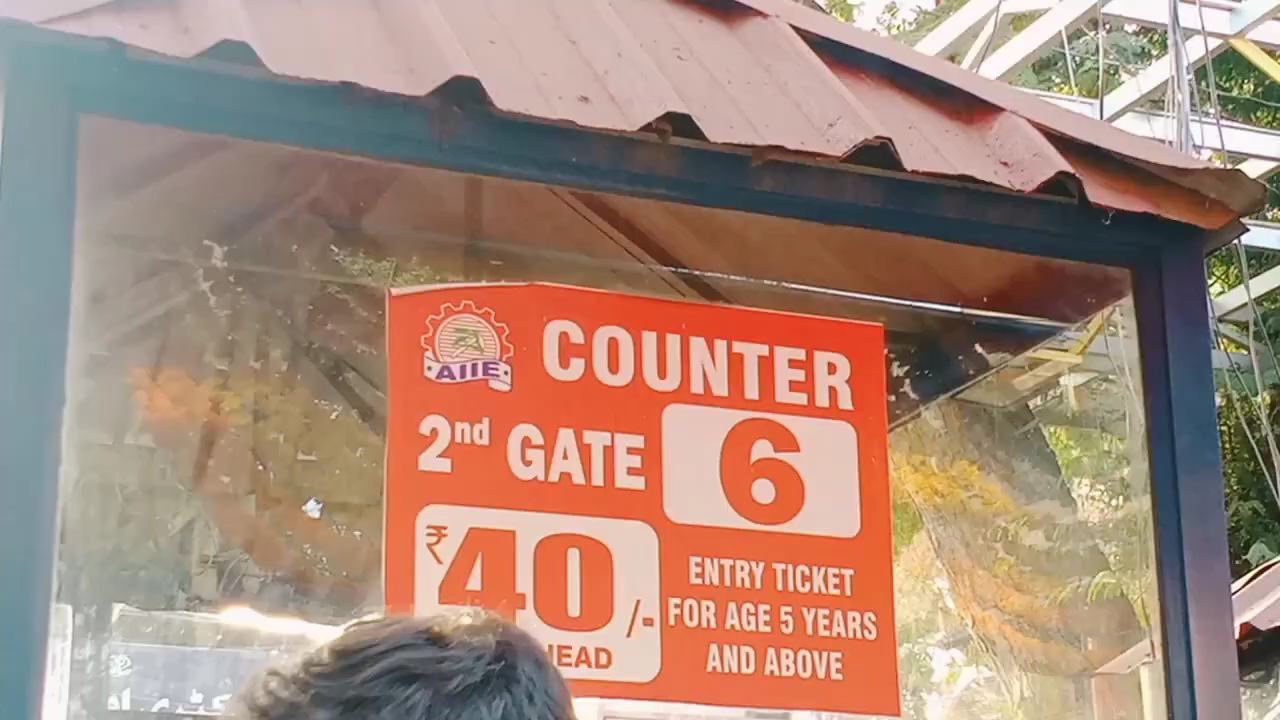 AIIE
COUNTER
2nd GATE
6
₹40/-
HEAD
ENTRY TICKET
FOR AGE 5 YEARS
AND ABOVE